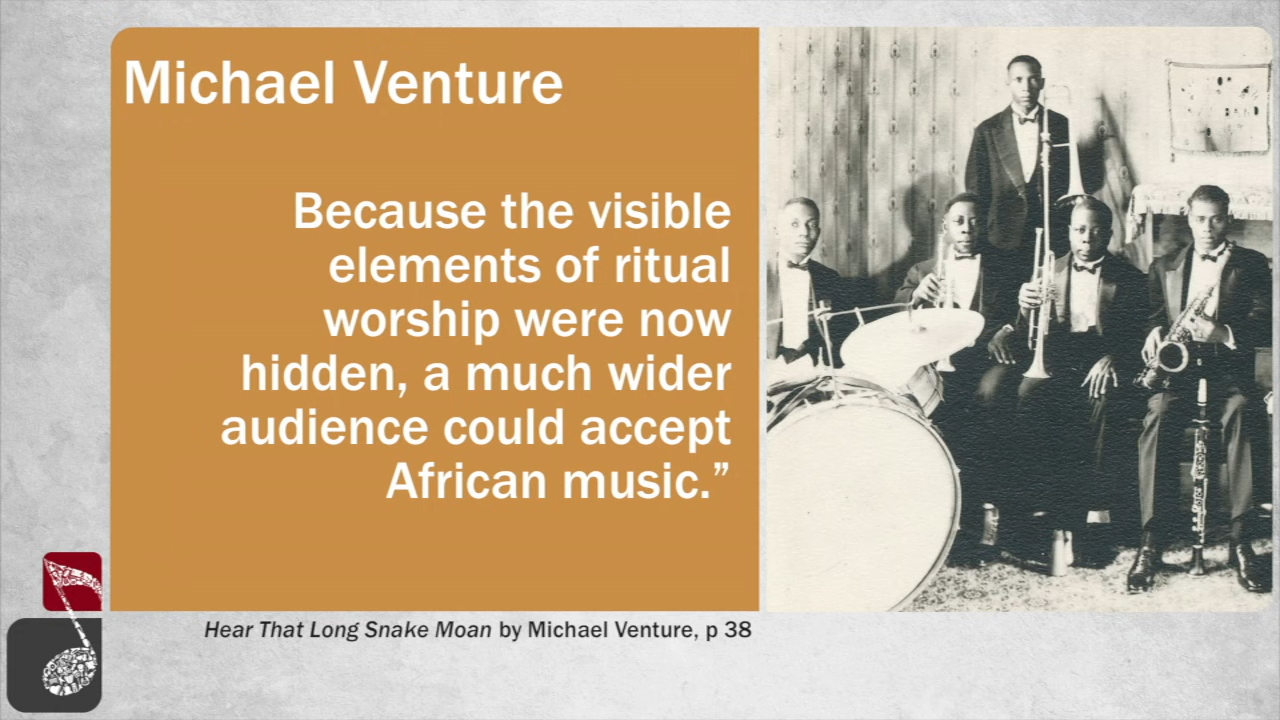 Michael Venture
Because the visible
elements of ritual
worship were now
hidden, a much wider
audience could accept
African music.”
Hear That Long Snake Moan by Michael Venture, p 38